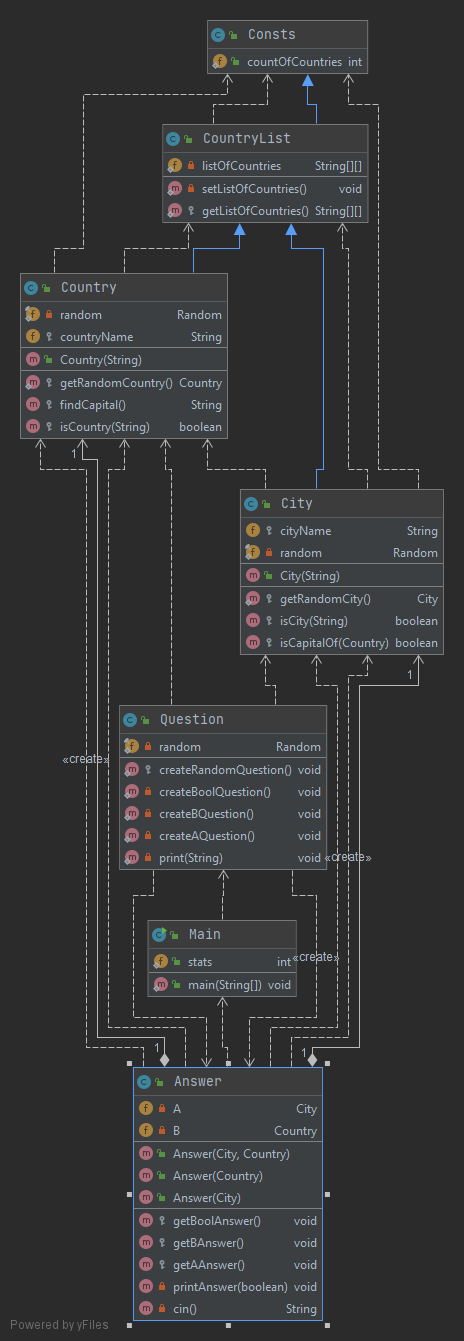 Consts
countOfCountries int
CountryList
listOfCountries String[][]
setListOfCountries() void
getListOfCountries() String[][]
Country
random Random
countryName String
Country(String)
getRandomCountry() Country
findCapital() String
isCountry(String) boolean
1
City
cityName String
random Random
City(String)
getRandomCity() City
isCity(String) boolean
isCapitalOf(Country) boolean
1
Question
random Random
«create»
createRandomQuestion() void
createBoolQuestion() void
createBQuestion() void
createAQuestion() void
print(String) void
«create»
Main
stats int
«create»
main(String[]) void
1
1
Answer
A City
B Country
Answer(City, Country)
Answer(Country)
Answer(City)
getBoolAnswer() void
getBAnswer() void
getAAnswer() void
printAnswer(boolean) void
cin() String
Powered by yFiles